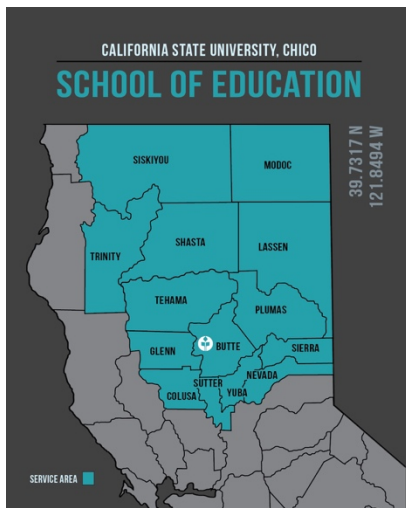 CALIFORNIA STATE UNIVERSITY, CHICO
SCHOOL OF EDUCATION
39.7317 N
121.8494 W
SISKIYOU
MODOC
TRINITY
SHASTA
LASSEN
TEHAMA
PLUMAS
GLENN
BUTTE
SIERRA
NEVADA
SUTTER
YUBA
COLUSA
SERVICE AREA